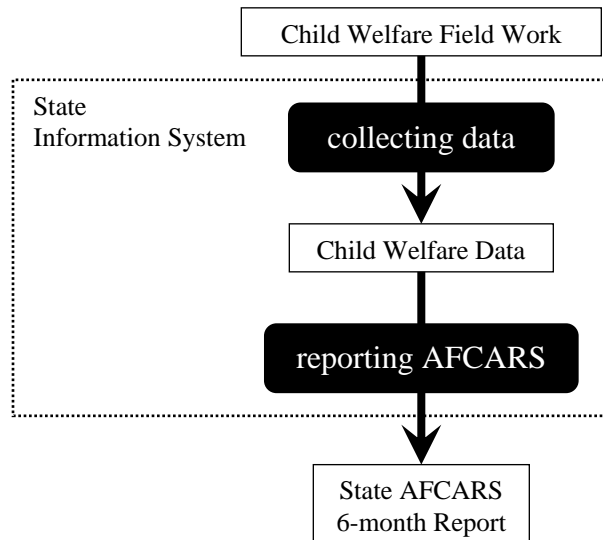 Child Welfare Field Work
State
Information System
collecting data
Child Welfare Data
reporting AFCARS
State AFCARS
6-month Report